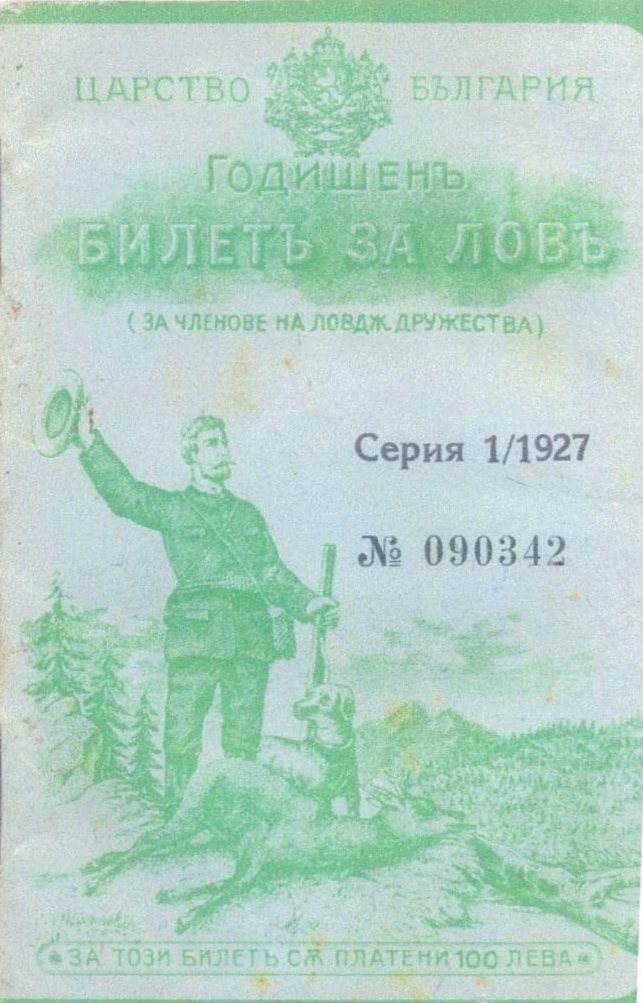 ЦАРСТВО БЪЛГАРИЯ
ГОДИШЕНЪ
БИЛЕТЪ ЗА ЛОВЪ
(ЗА ЧЛЕНОВЕ НА ЛОВДЖ. ДРУЖЕСТВА)
Серия 1/1927
№ 090342
ЗА ТОЗИ БИЛЕТЪ СѪ ПЛАТЕНИ 100 ЛЕВА